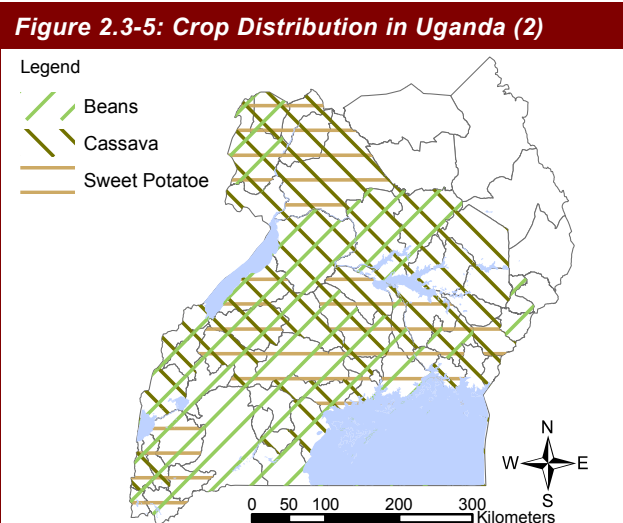 Figure 2.3-5: Crop Distribution in Uganda (2)
Legend
Beans
Cassava
Sweet Potatoe
N
W E
S
0 50 100 200 300
Kilometers